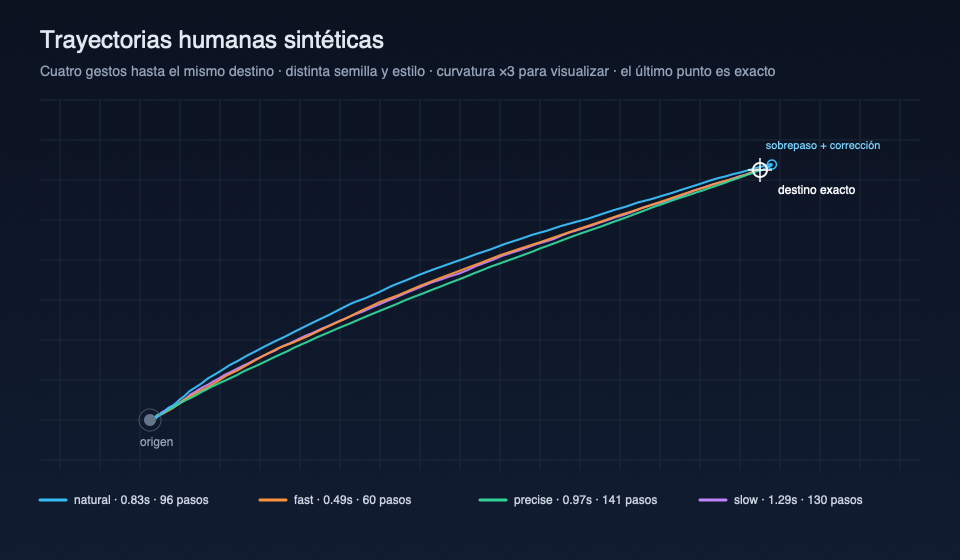 Trayectorias humanas sintéticas
Cuatro gestos hasta el mismo destino · distinta semilla y estilo · curvatura ×3 para visualizar · el último punto es exacto
sobrepaso + corrección
destino exacto
origen
natural · 0.83s · 96 pasos
fast · 0.49s · 60 pasos
precise · 0.97s · 141 pasos
slow · 1.29s · 130 pasos